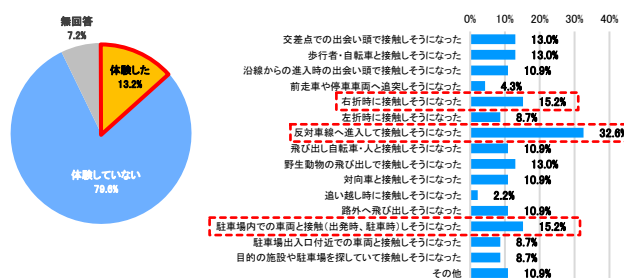 無回答
7.2%
体験した
13.2%
体験していない
79.6%
0% 10% 20% 30% 40%
交差点での出会い頭で接触しそうになった 13.0%
歩行者・自転車と接触しそうになった 13.0%
沿線からの進入時の出会い頭で接触しそうになった 10.9%
前走車や停車車両へ追突しそうになった 4.3%
右折時に接触しそうになった 15.2%
左折時に接触しそうになった 8.7%
反対車線へ進入して接触しそうになった 32.6%
飛び出し自転車・人と接触しそうになった 10.9%
野生動物の飛び出しで接触しそうになった 13.0%
対向車と接触しそうになった 10.9%
追い越し時に接触しそうになった 2.2%
路外へ飛び出しそうになった 10.9%
駐車場内での車両と接触(出発時、駐車時)しそうになった 15.2%
駐車場出入口付近での車両と接触しそうになった 8.7%
目的の施設や駐車場を探していて接触しそうになった 8.7%
その他 10.9%